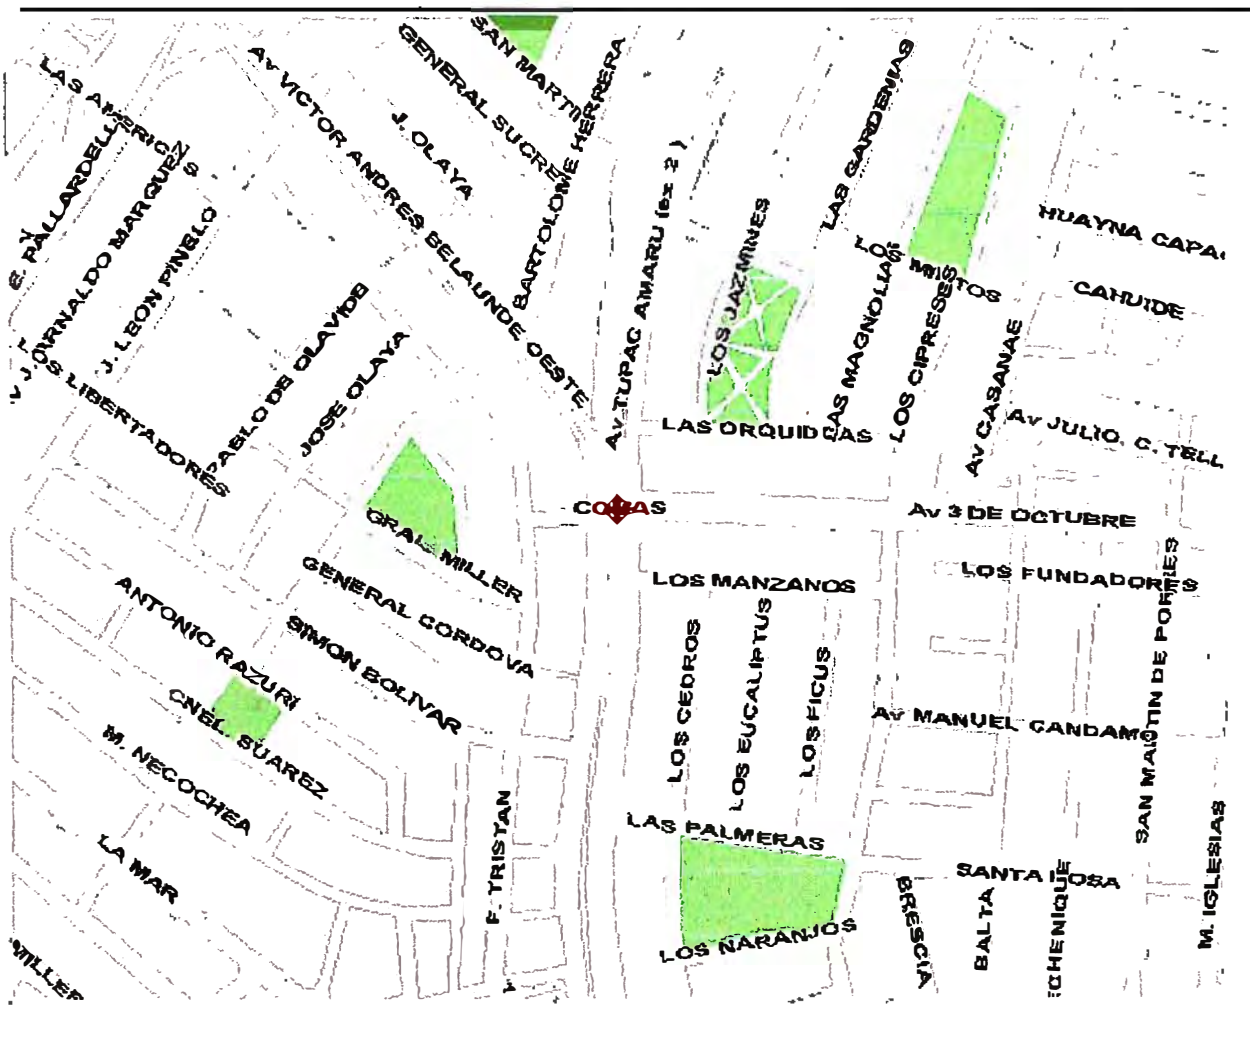 SAN MARTIN
GENERAL SUCRE
Av VICTOR ANDRES BELAUNDE OESTE
BARTOLOME HERRERA
LAS AMERICAS
J. OLAYA
Av TUPAC AMARU (ex 2)
LAS GARDENIAS
PALLARDELLY
ARNALDO MARQUEZ
J. LEON PINELO
LOS JAZMINES
HUAYNA CAPA
LOS MIRTOS
CAHUIDE
LAS MAGNOLIAS
LOS CIPRESES
AV CASANAE
PABLO DE OLAVIDE
JOSE OLAYA
LOS LIBERTADORES
LAS ORQUIDEAS
Av JULIO. C. TELL
COMAS
Av 3 DE OCTUBRE
GRAL MILLER
GENERAL CORDOVA
LOS MANZANOS
LOS FUNDADORES
ANTONIO RAZURI
SIMON BOLIVAR
LOS CEDROS
LOS EUCALIPTUS
LOS FICUS
SAN MARTIN DE PORRES
CNEL. SUAREZ
Av MANUEL CANDAMO
M. NECOCHEA
F. TRISTAN
LAS PALMERAS
LA MAR
SANTA ROSA
M. IGLESIAS
BRESCIA
BALTA
ECHENIQUE
LOS NARANJOS
MILLER